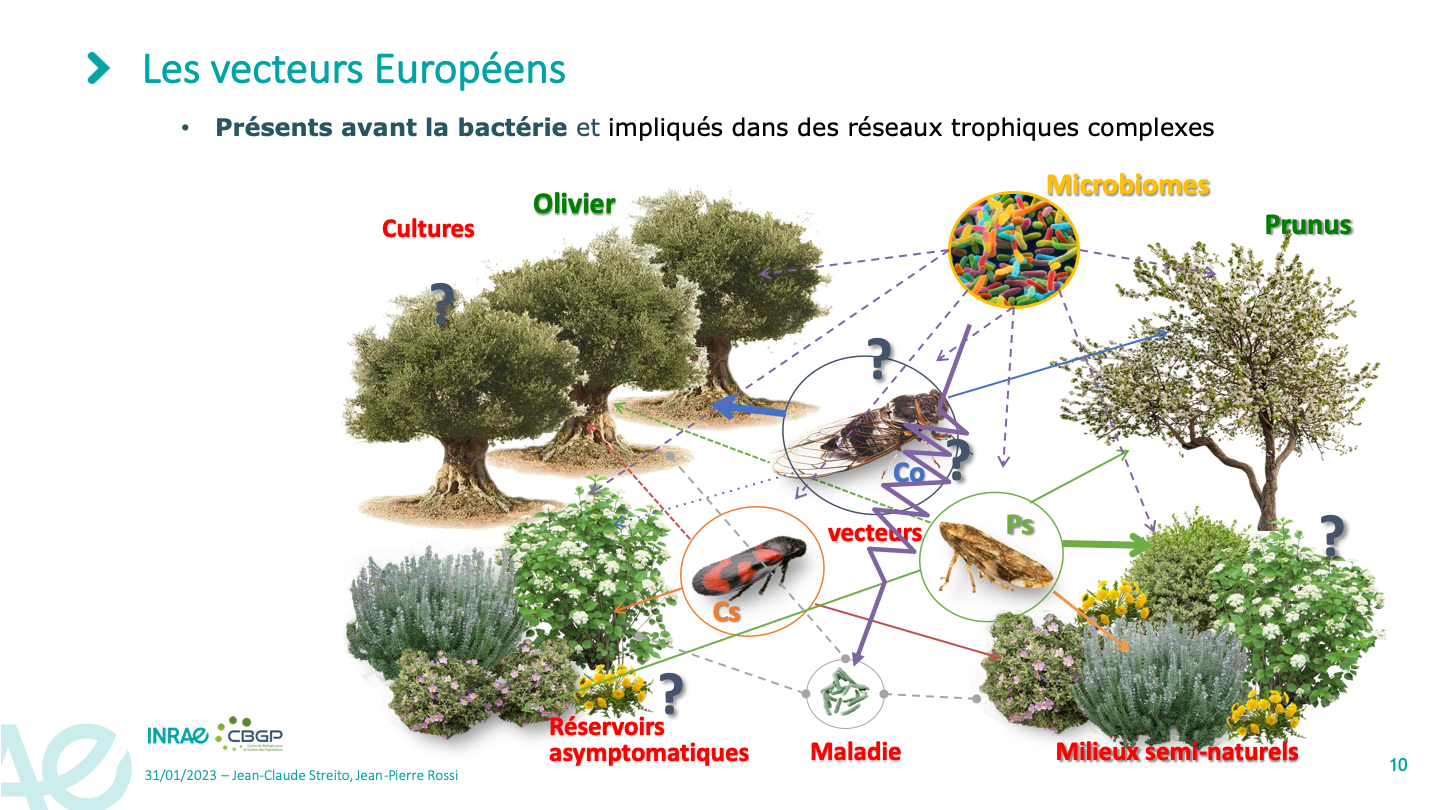 Les vecteurs Européens
• Présents avant la bactérie et impliqués dans des réseaux trophiques complexes
Microbiomes
Olivier
Prunus
Cultures
?
?
Co
?
vecteurs
Ps
?
Cs
?
Réservoirs
asymptomatiques
Maladie
Milieux semi-naturels
INRAE
CBGP
Centre de Biologie pour
la Gestion des Populations
31/01/2023 – Jean-Claude Streito, Jean-Pierre Rossi
10